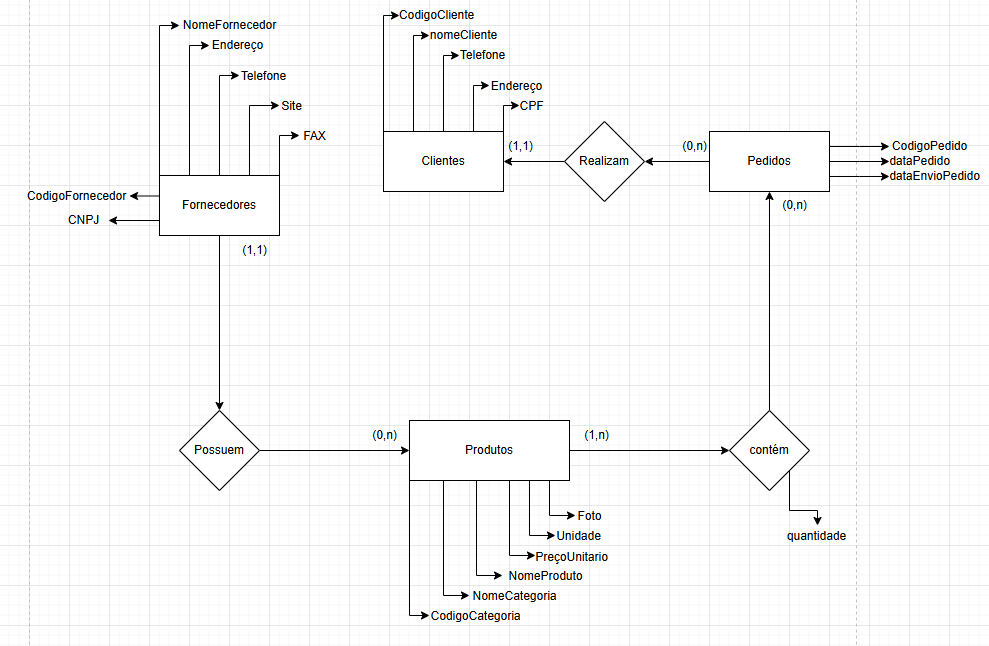 CodigoCliente
NomeFornecedor
nomeCliente
Endereço
Telefone
Telefone
Endereço
Site
CPF
FAX
(1,1)
(0,n)
CodigoPedido
Clientes
Realizam
Pedidos
dataPedido
dataEnvioPedido
CodigoFornecedor
Fornecedores
(0,n)
CNPJ
(1,1)
(0,n)
(1,n)
Possuem
Produtos
contém
Foto
Unidade
quantidade
PreçoUnitario
NomeProduto
NomeCategoria
CodigoCategoria